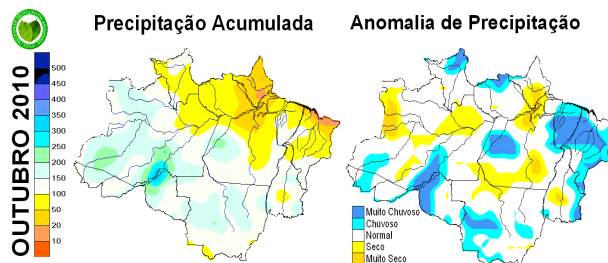 Precipitação Acumulada
Anomalia de Precipitação
OUTUBRO 2010
500
450
400
350
300
250
200
150
100
50
20
10
Muito Chuvoso
Chuvoso
Normal
Seco
Muito Seco